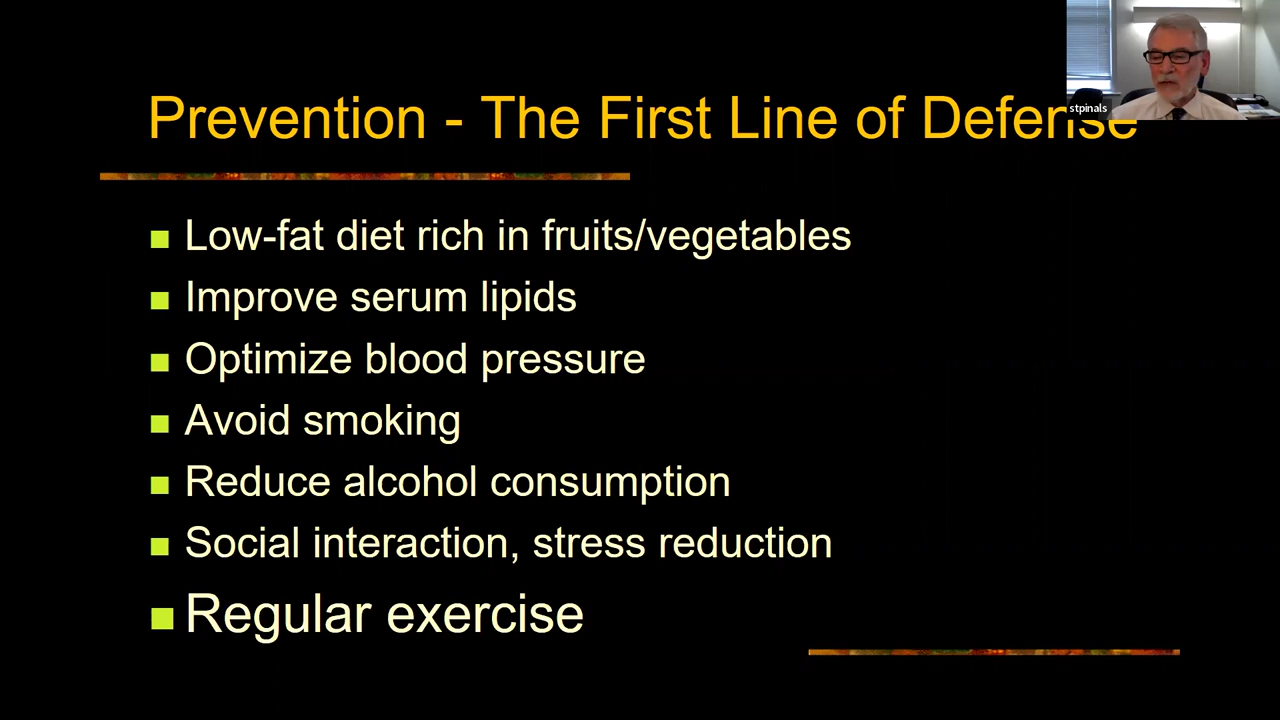 Prevention - The First Line of Defense
stpinals
Low-fat diet rich in fruits/vegetables
Improve serum lipids
Optimize blood pressure
Avoid smoking
Reduce alcohol consumption
Social interaction, stress reduction
Regular exercise